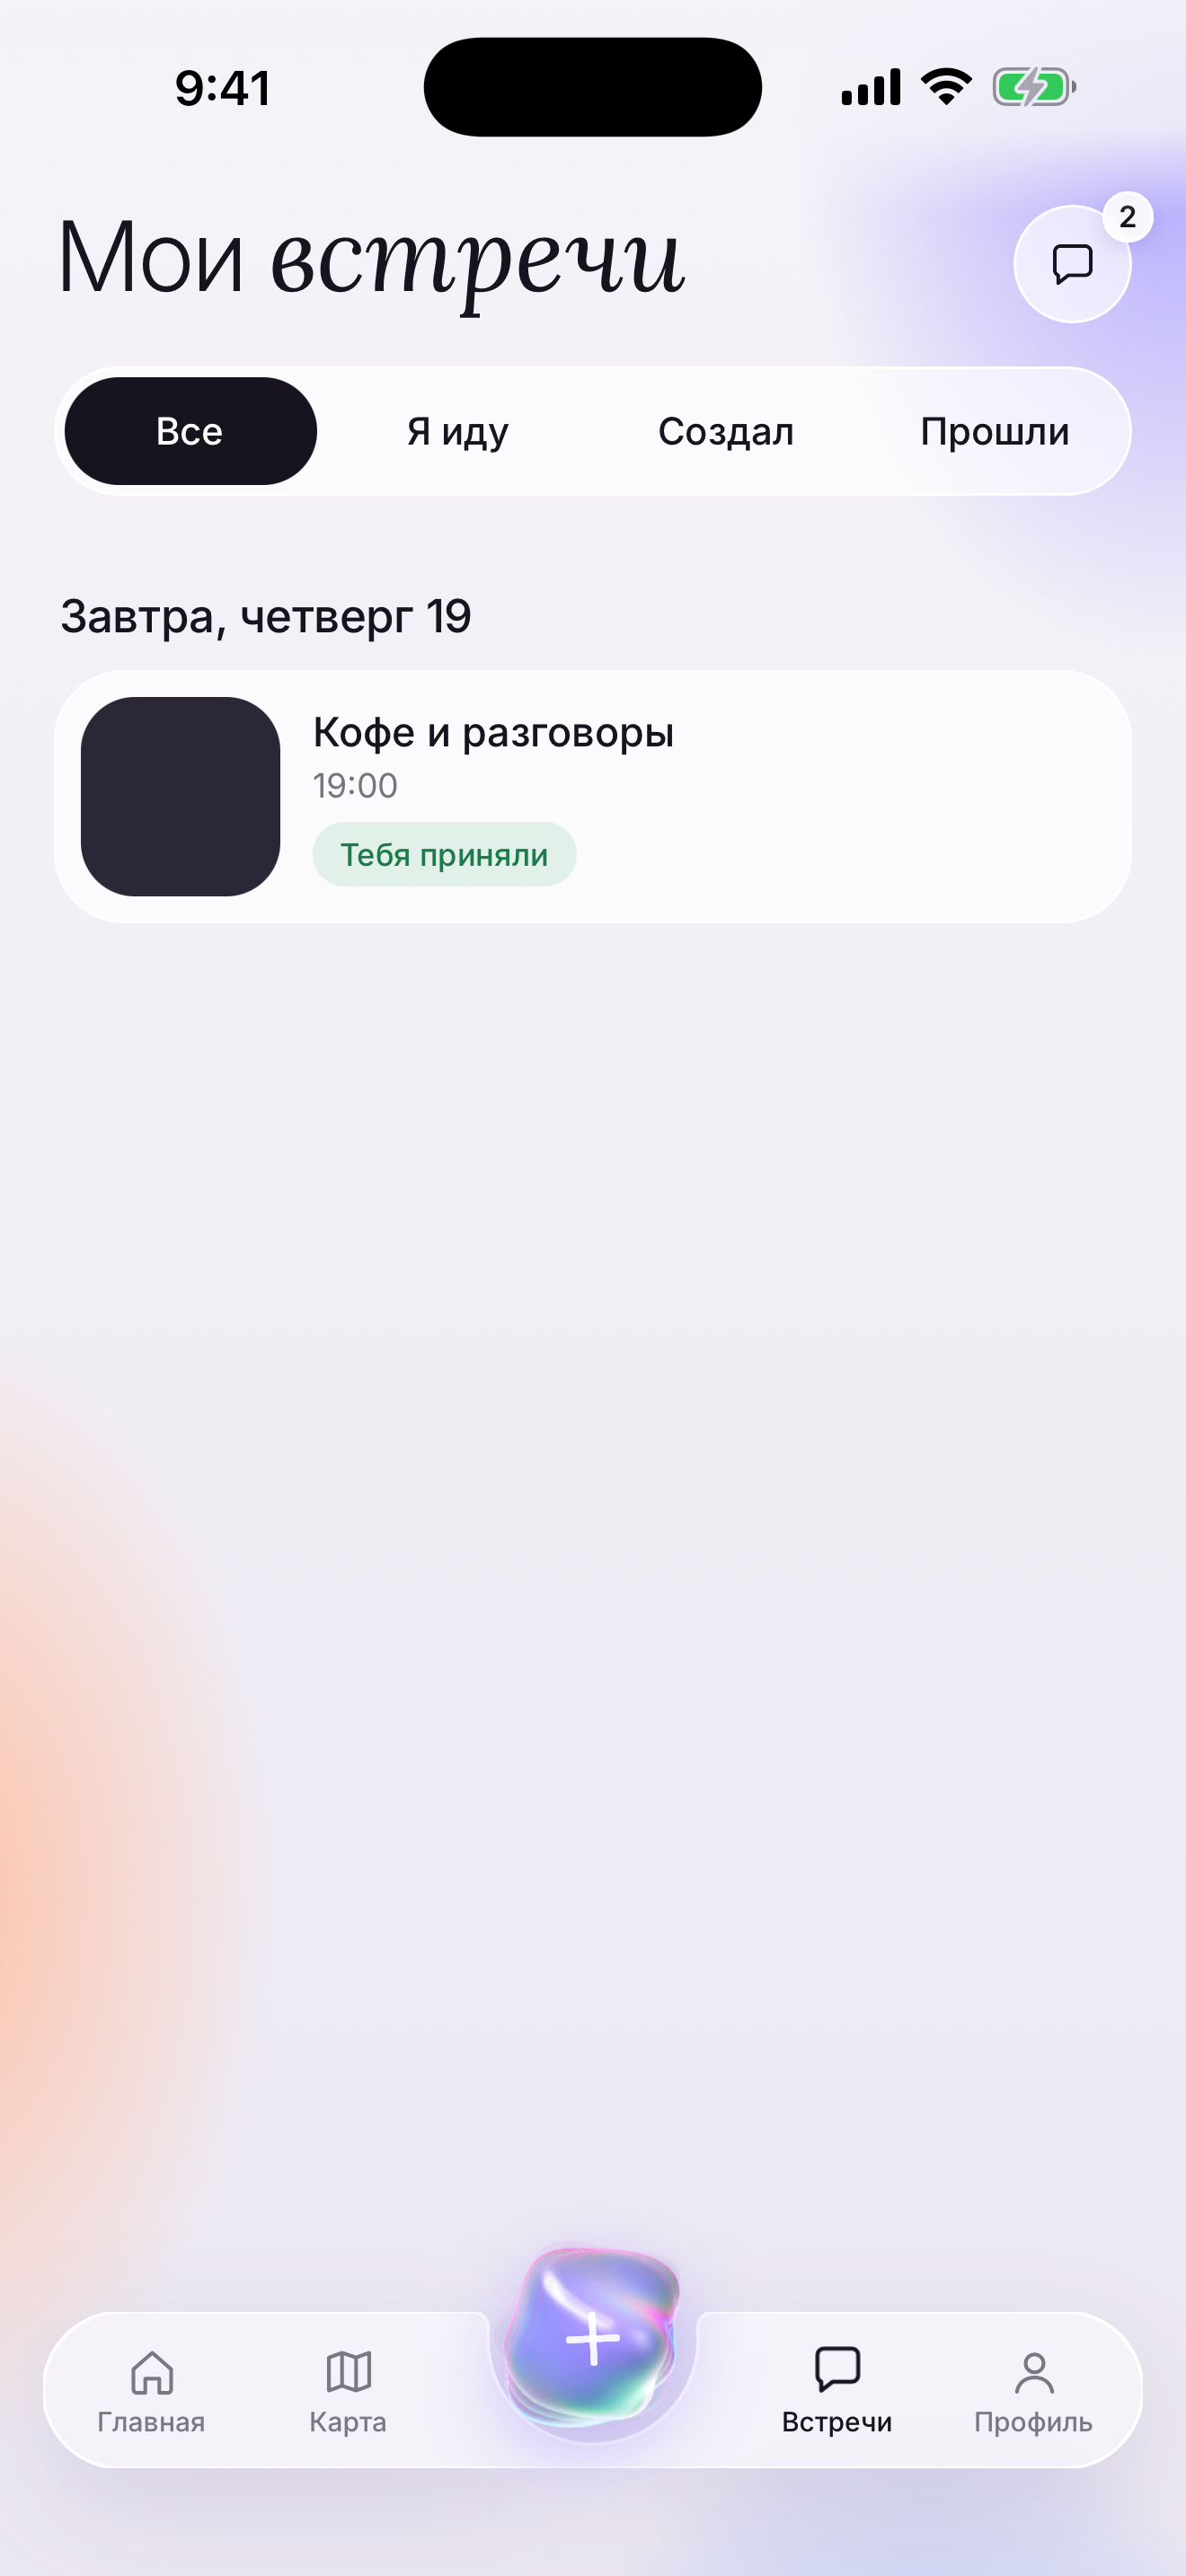 9:41
Мои встречи
2
Все Я иду Создал Прошли
Завтра, четверг 19
Кофе и разговоры
19:00
Тебя приняли
Главная Карта Встречи Профиль